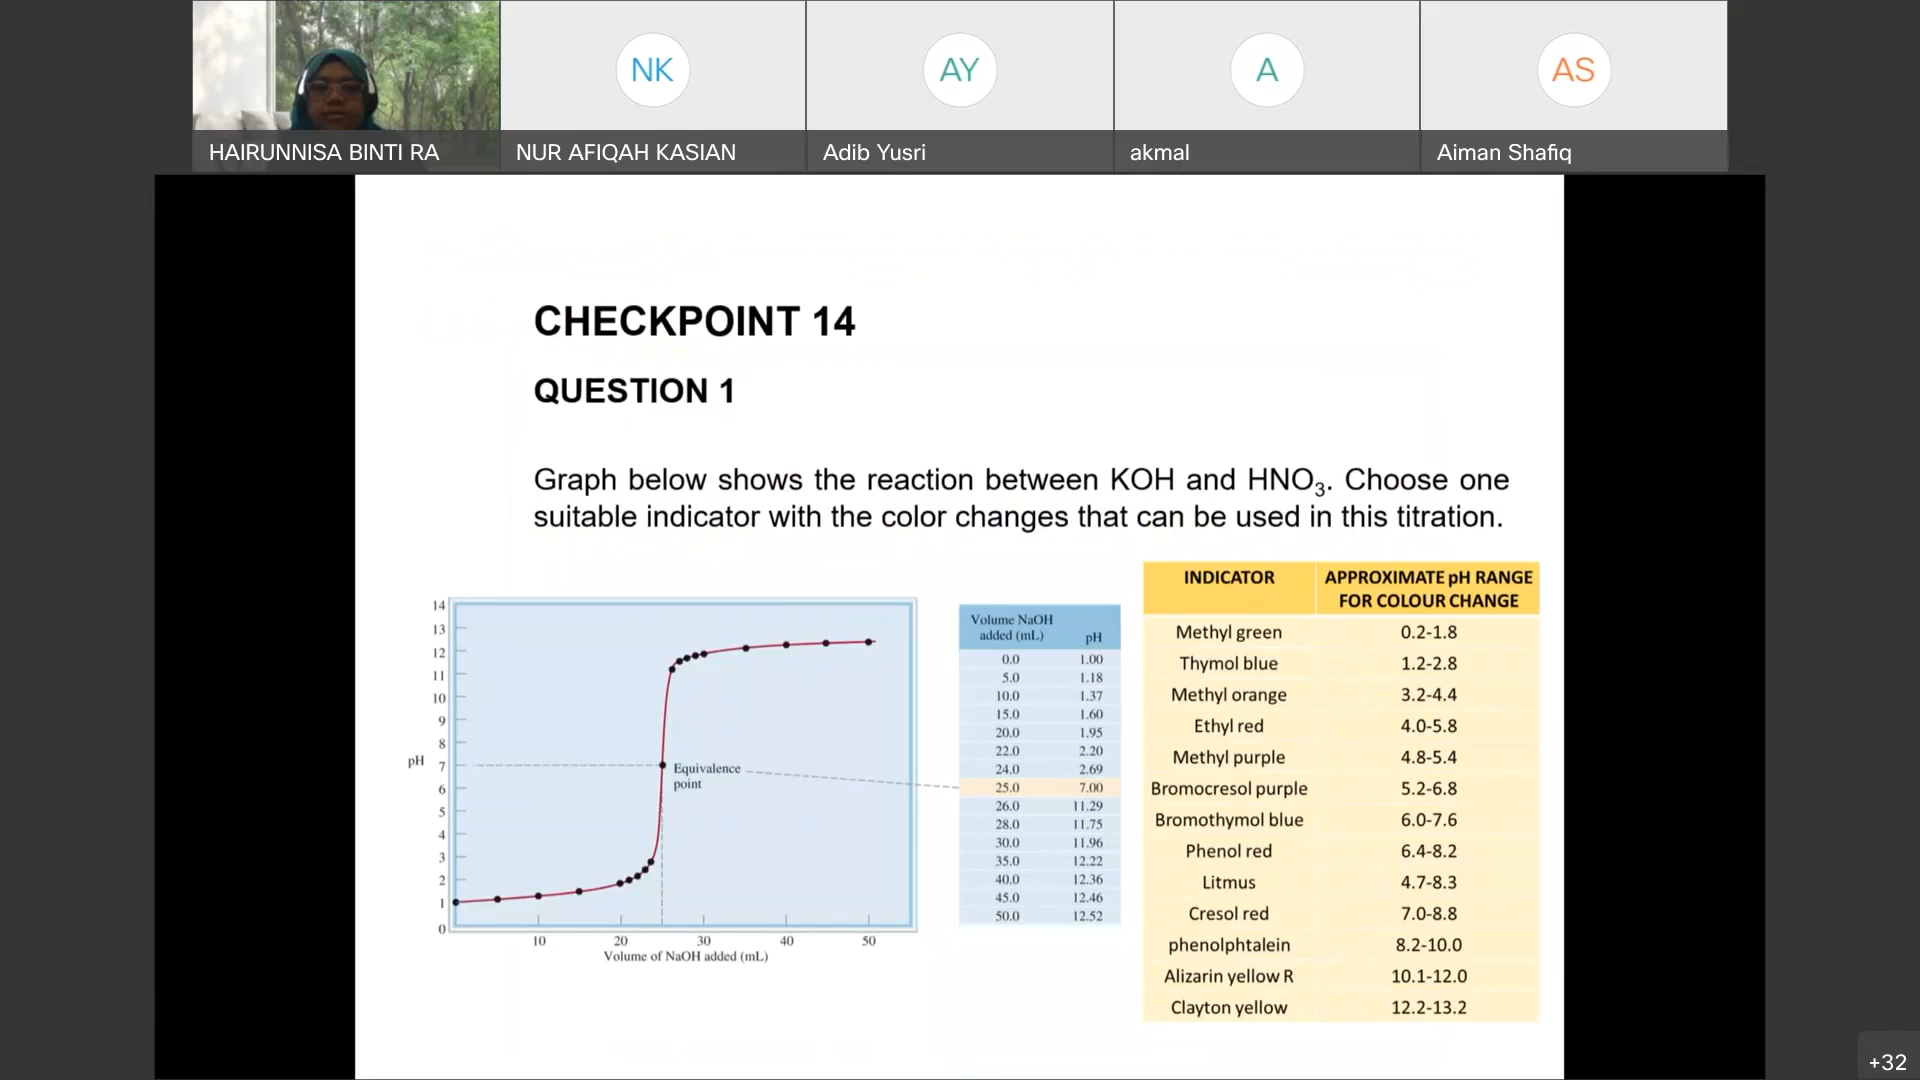 NK
AY
A
AS
HAIRUNNISA BINTI RA
NUR AFIQAH KASIAN
Adib Yusri
akmal
Aiman Shafiq
CHECKPOINT 14
QUESTION 1
Graph below shows the reaction between KOH and HNO₃. Choose one
suitable indicator with the color changes that can be used in this titration.
14
13
12
11
10
9
8
pH 7
6
5
4
3
2
1
0
10 20 30 40 50
Volume of NaOH added (mL)
Equivalence
point
Volume NaOH
added (mL) pH
0.0 1.00
5.0 1.18
10.0 1.37
15.0 1.60
20.0 1.95
22.0 2.20
24.0 2.69
25.0 7.00
26.0 11.29
28.0 11.75
30.0 11.96
35.0 12.22
40.0 12.36
45.0 12.46
50.0 12.52
INDICATOR APPROXIMATE pH RANGE
FOR COLOUR CHANGE
Methyl green 0.2-1.8
Thymol blue 1.2-2.8
Methyl orange 3.2-4.4
Ethyl red 4.0-5.8
Methyl purple 4.8-5.4
Bromocresol purple 5.2-6.8
Bromothymol blue 6.0-7.6
Phenol red 6.4-8.2
Litmus 4.7-8.3
Cresol red 7.0-8.8
phenolphtalein 8.2-10.0
Alizarin yellow R 10.1-12.0
Clayton yellow 12.2-13.2
+32